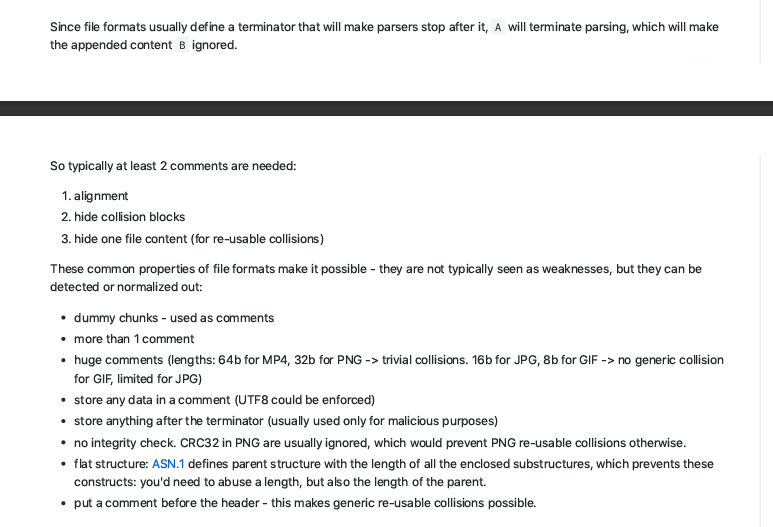 Since file formats usually define a terminator that will make parsers stop after it, A will terminate parsing, which will make
the appended content B ignored.
So typically at least 2 comments are needed:
1. alignment
2. hide collision blocks
3. hide one file content (for re-usable collisions)
These common properties of file formats make it possible - they are not typically seen as weaknesses, but they can be
detected or normalized out:
• dummy chunks - used as comments
• more than 1 comment
• huge comments (lengths: 64b for MP4, 32b for PNG -> trivial collisions. 16b for JPG, 8b for GIF -> no generic collision
for GIF, limited for JPG)
• store any data in a comment (UTF8 could be enforced)
• store anything after the terminator (usually used only for malicious purposes)
• no integrity check. CRC32 in PNG are usually ignored, which would prevent PNG re-usable collisions otherwise.
• flat structure: ASN.1 defines parent structure with the length of all the enclosed substructures, which prevents these
constructs: you'd need to abuse a length, but also the length of the parent.
• put a comment before the header - this makes generic re-usable collisions possible.